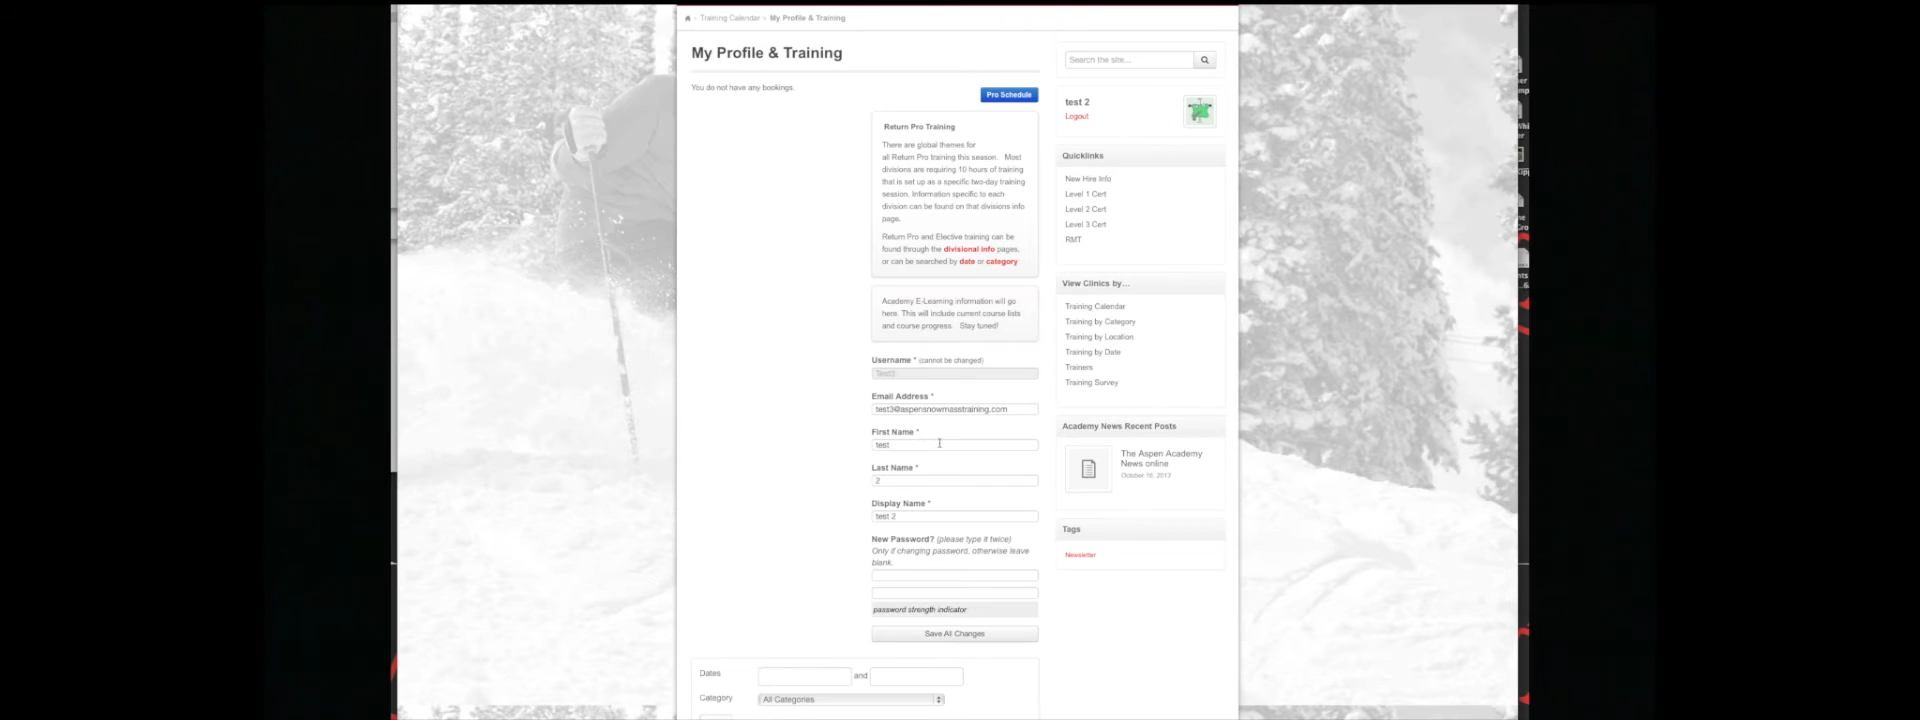 Training Calendar » My Profile & Training
My Profile & Training
You do not have any bookings.
Pro Schedule
Return Pro Training
There are global themes for
all Return Pro training this season. Most
divisions are requiring 10 hours of training
that is set up as a specific two-day training
session. Information specific to each
division can be found on that divisions info
page.
Return Pro and Elective training can be
found through the divisional info pages,
or can be searched by date or category
Academy E-Learning information will go
here. This will include current course lists
and course progress. Stay tuned!
Username * (cannot be changed)
Test3
Email Address *
test3@aspensnowmasstraining.com
First Name *
test
Last Name *
2
Display Name *
test 2
New Password? (please type it twice)
Only if changing password, otherwise leave
blank.
password strength indicator
Save All Changes
Dates and
Category All Categories
Search the site...
test 2
Logout
Quicklinks
New Hire Info
Level 1 Cert
Level 2 Cert
Level 3 Cert
RMT
View Clinics by...
Training Calendar
Training by Category
Training by Location
Training by Date
Trainers
Training Survey
Academy News Recent Posts
The Aspen Academy
News online
October 16, 2013
Tags
Newsletter